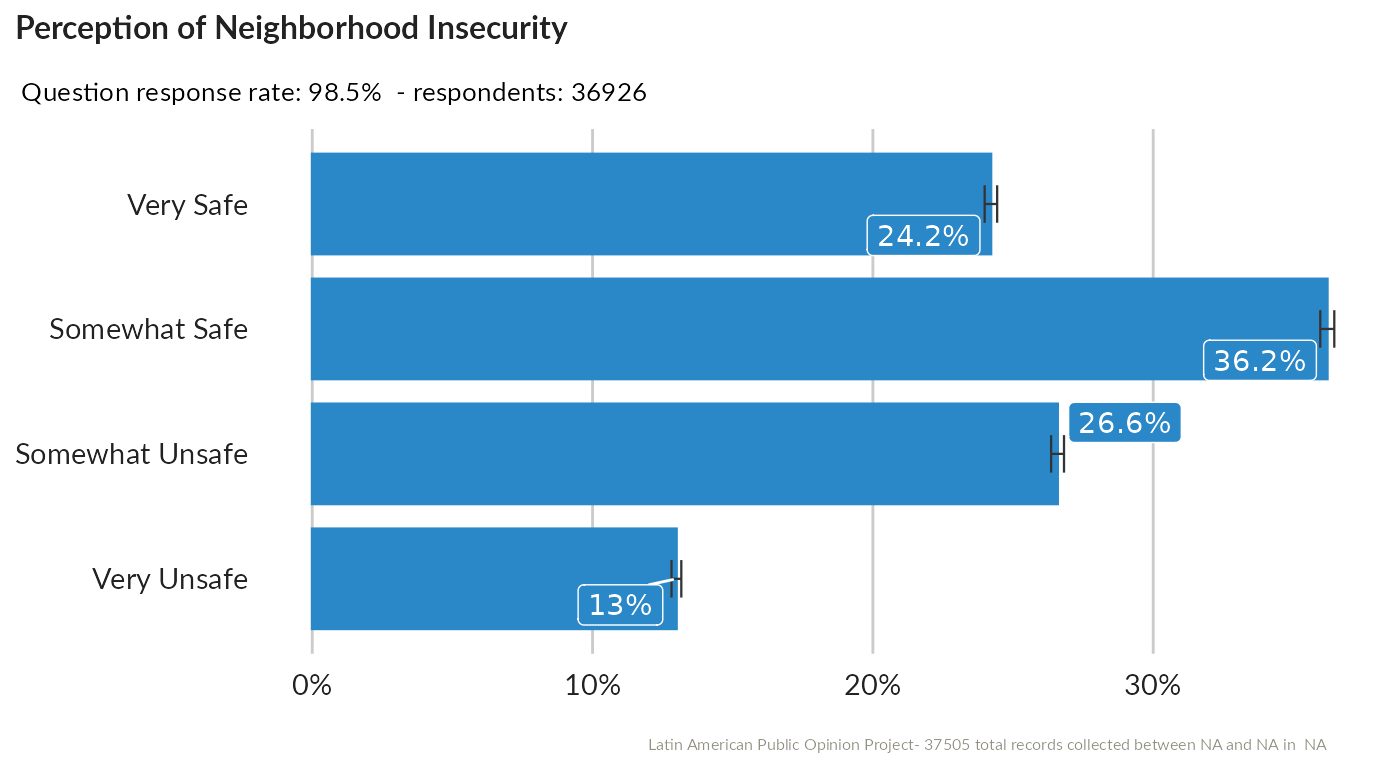 Perception of Neighborhood Insecurity
Question response rate: 98.5%  - respondents: 36926
Very Safe
24.2%
Somewhat Safe
36.2%
Somewhat Unsafe
26.6%
Very Unsafe
13%
0%
10%
20%
30%
Latin American Public Opinion Project- 37505 total records collected between NA and NA in  NA